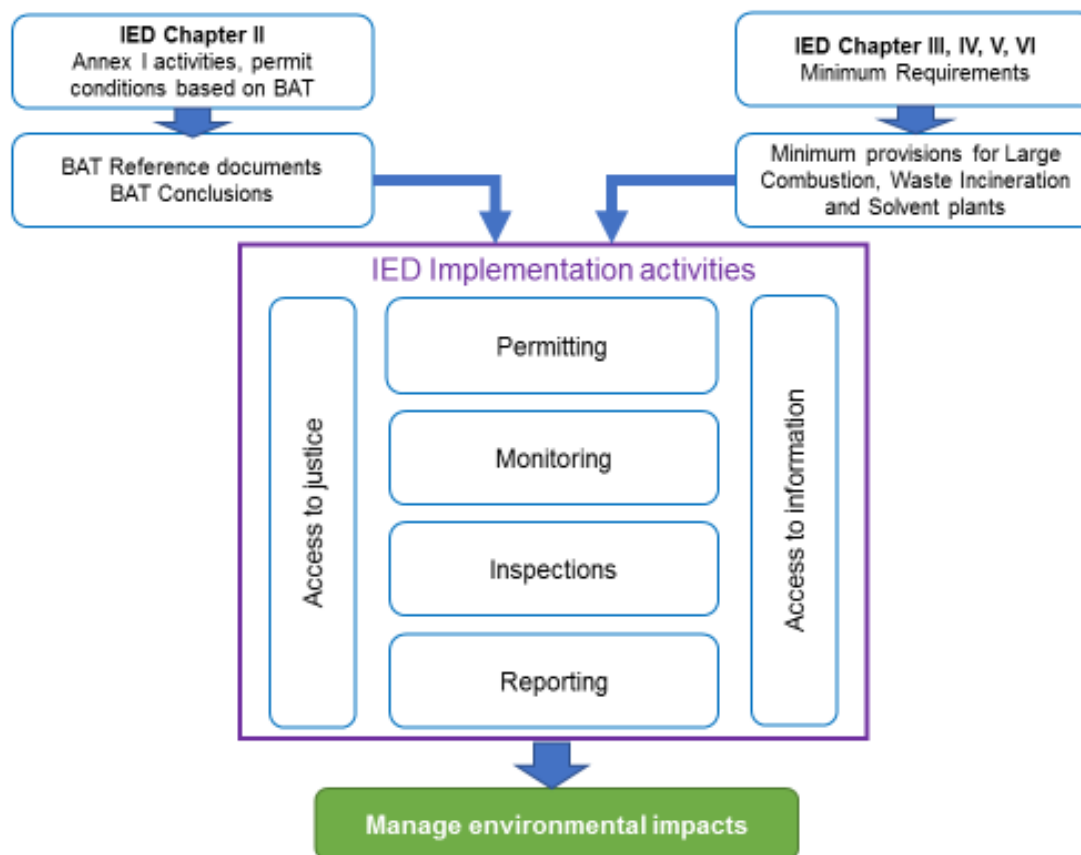 IED Chapter II
Annex I activities, permit
conditions based on BAT
IED Chapter III, IV, V, VI
Minimum Requirements
BAT Reference documents
BAT Conclusions
Minimum provisions for Large
Combustion, Waste Incineration
and Solvent plants
IED Implementation activities
Access to justice
Permitting
Monitoring
Inspections
Reporting
Access to information
Manage environmental impacts